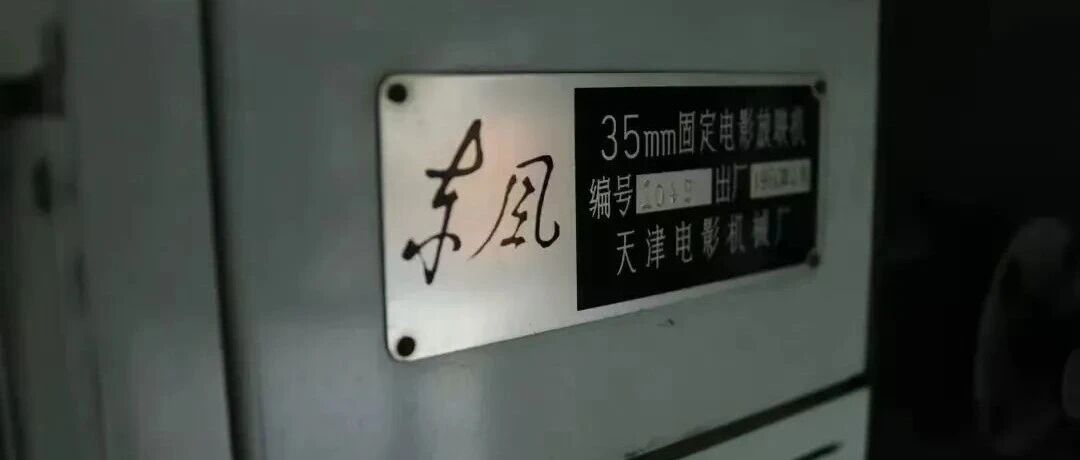 东风
35mm固定电影放映机
编号 出厂
天津电影机械厂